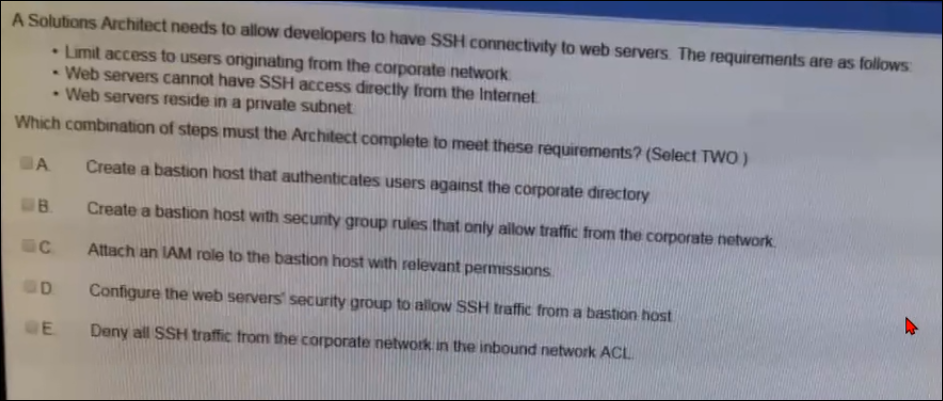 A Solutions Architect needs to allow developers to have SSH connectivity to web servers. The requirements are as follows:
• Limit access to users originating from the corporate network.
• Web servers cannot have SSH access directly from the Internet.
• Web servers reside in a private subnet.
Which combination of steps must the Architect complete to meet these requirements? (Select TWO.)
A. Create a bastion host that authenticates users against the corporate directory.
B. Create a bastion host with security group rules that only allow traffic from the corporate network.
C. Attach an IAM role to the bastion host with relevant permissions.
D. Configure the web servers' security group to allow SSH traffic from a bastion host.
E. Deny all SSH traffic from the corporate network in the inbound network ACL.